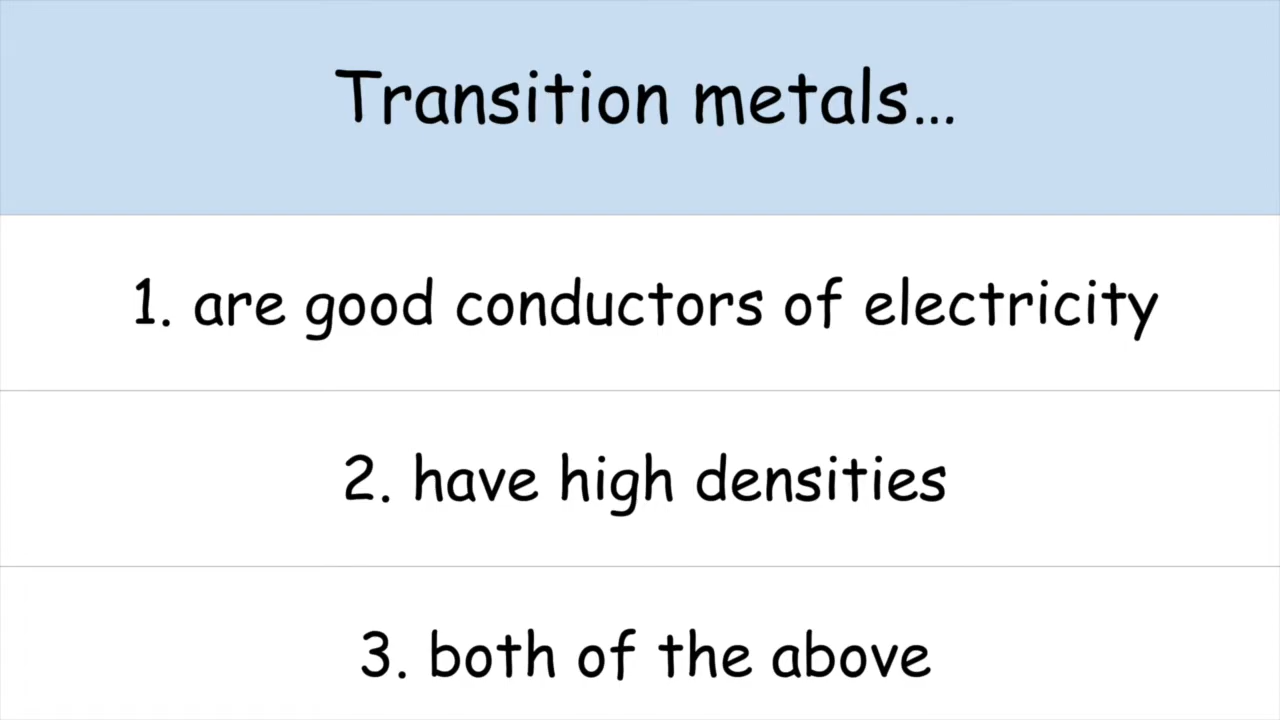 Transition metals...
1. are good conductors of electricity
2. have high densities
3. both of the above